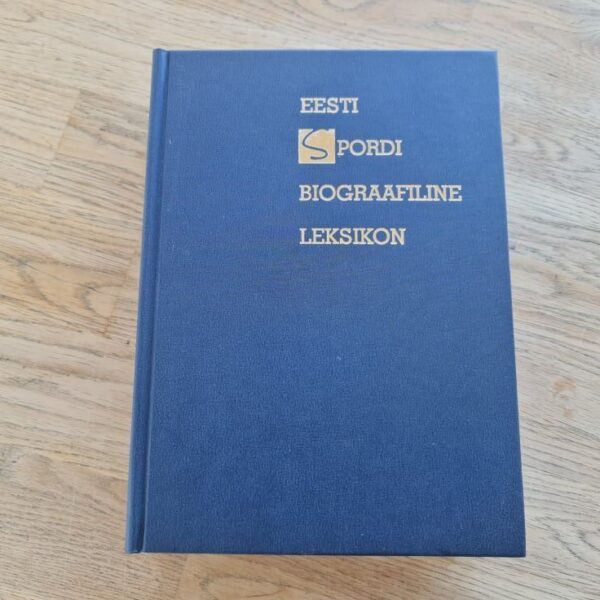 EESTI
SPORDI
BIOGRAAFILINE
LEKSIKON